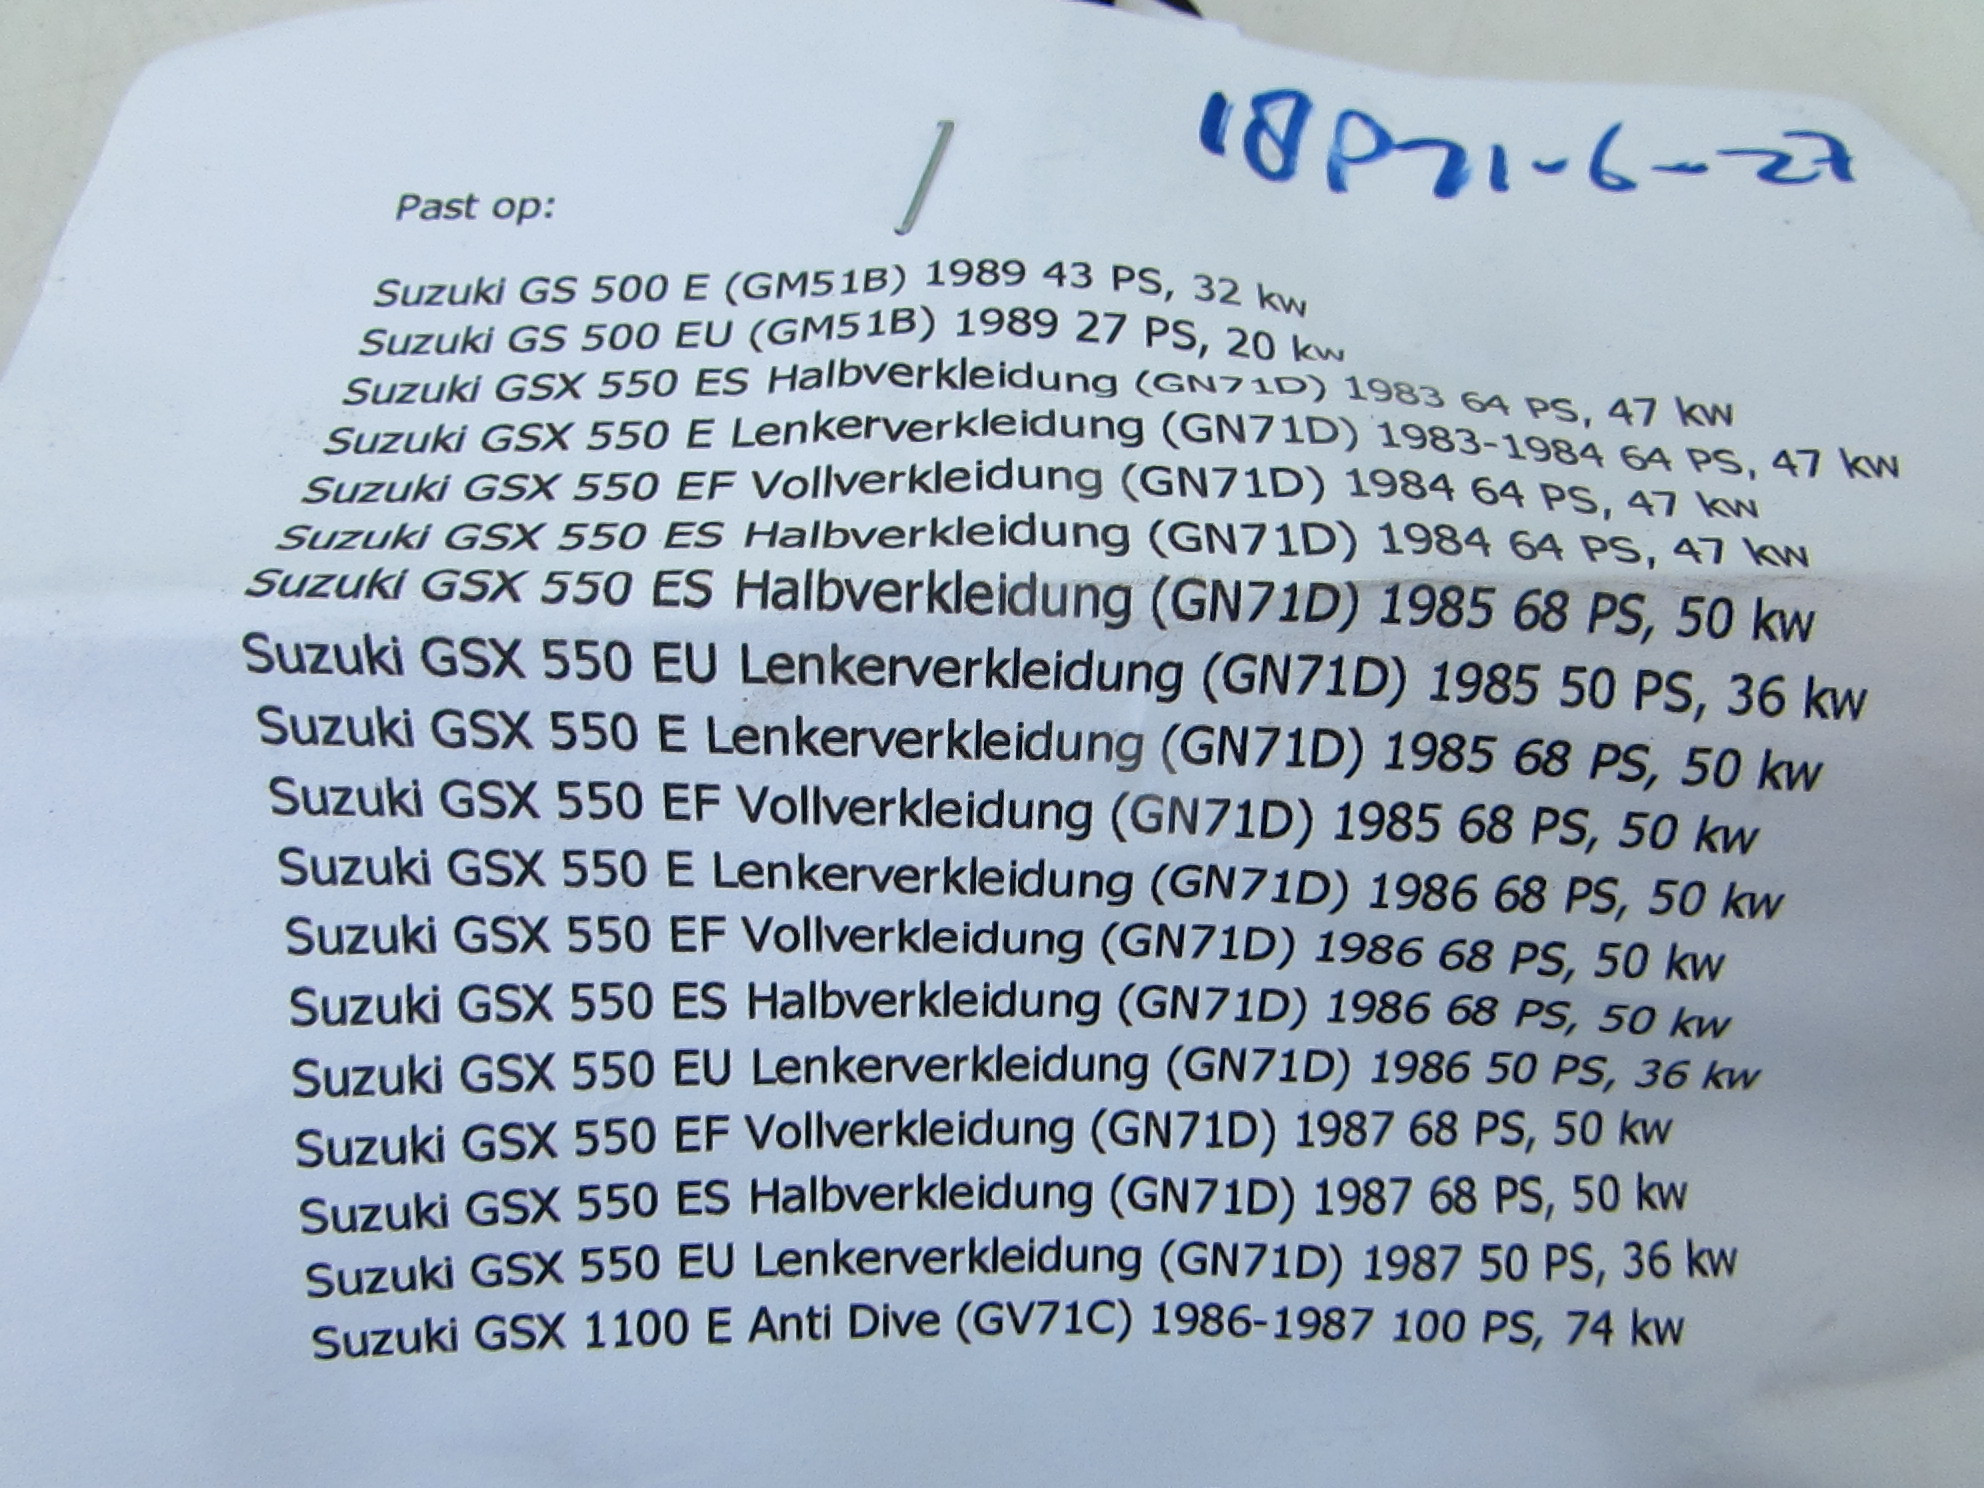 18P21-6-27
Past op:
Suzuki GS 500 E (GM51B) 1989 43 PS, 32 kw
Suzuki GS 500 EU (GM51B) 1989 27 PS, 20 kw
Suzuki GSX 550 ES Halbverkleidung (GN71D) 1983 64 PS, 47 kw
Suzuki GSX 550 E Lenkerverkleidung (GN71D) 1983-1984 64 PS, 47 kw
Suzuki GSX 550 EF Vollverkleidung (GN71D) 1984 64 PS, 47 kw
Suzuki GSX 550 ES Halbverkleidung (GN71D) 1984 64 PS, 47 kw
Suzuki GSX 550 ES Halbverkleidung (GN71D) 1985 68 PS, 50 kw
Suzuki GSX 550 EU Lenkerverkleidung (GN71D) 1985 50 PS, 36 kw
Suzuki GSX 550 E Lenkerverkleidung (GN71D) 1985 68 PS, 50 kw
Suzuki GSX 550 EF Vollverkleidung (GN71D) 1985 68 PS, 50 kw
Suzuki GSX 550 E Lenkerverkleidung (GN71D) 1986 68 PS, 50 kw
Suzuki GSX 550 EF Vollverkleidung (GN71D) 1986 68 PS, 50 kw
Suzuki GSX 550 ES Halbverkleidung (GN71D) 1986 68 PS, 50 kw
Suzuki GSX 550 EU Lenkerverkleidung (GN71D) 1986 50 PS, 36 kw
Suzuki GSX 550 EF Vollverkleidung (GN71D) 1987 68 PS, 50 kw
Suzuki GSX 550 ES Halbverkleidung (GN71D) 1987 68 PS, 50 kw
Suzuki GSX 550 EU Lenkerverkleidung (GN71D) 1987 50 PS, 36 kw
Suzuki GSX 1100 E Anti Dive (GV71C) 1986-1987 100 PS, 74 kw